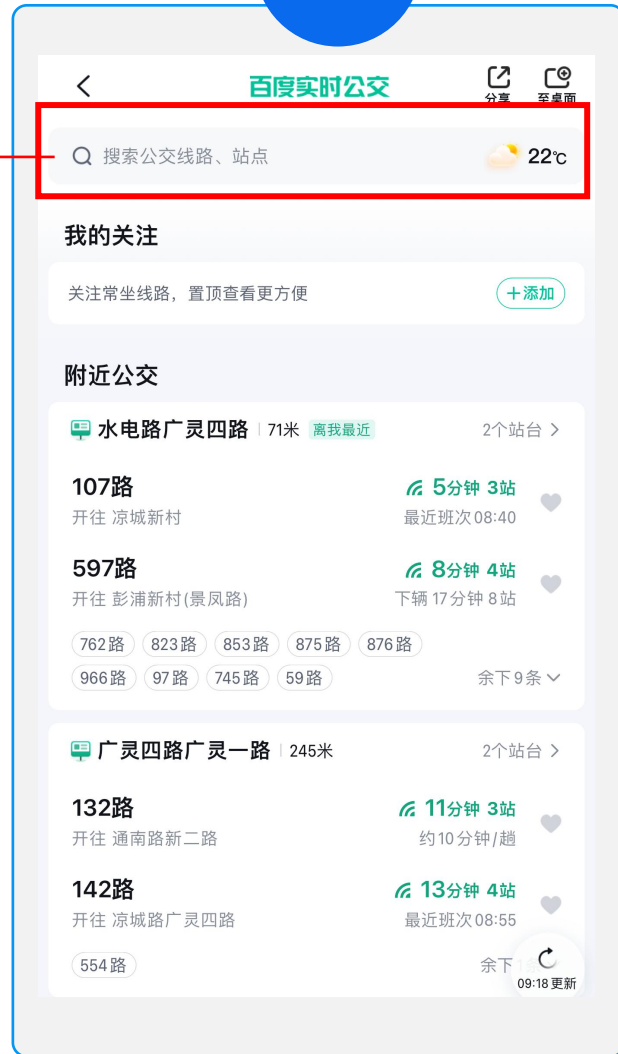 百度实时公交
分享 至桌面
搜索公交线路、站点 22℃
我的关注
关注常坐线路，置顶查看更方便 +添加
附近公交
水电路广灵四路 71米 离我最近 2个站台 >
107路 5分钟 3站
开往 凉城新村 最近班次 08:40
597路 8分钟 4站
开往 彭浦新村(景凤路) 下辆 17分钟 8站
762路 823路 853路 875路 876路
966路 97路 745路 59路 余下9条
广灵四路广灵一路 245米 2个站台 >
132路 11分钟 3站
开往 通南路新二路 约10分钟/趟
142路 13分钟 4站
开往 凉城路广灵四路 最近班次 08:55
554路 余下
09:18更新